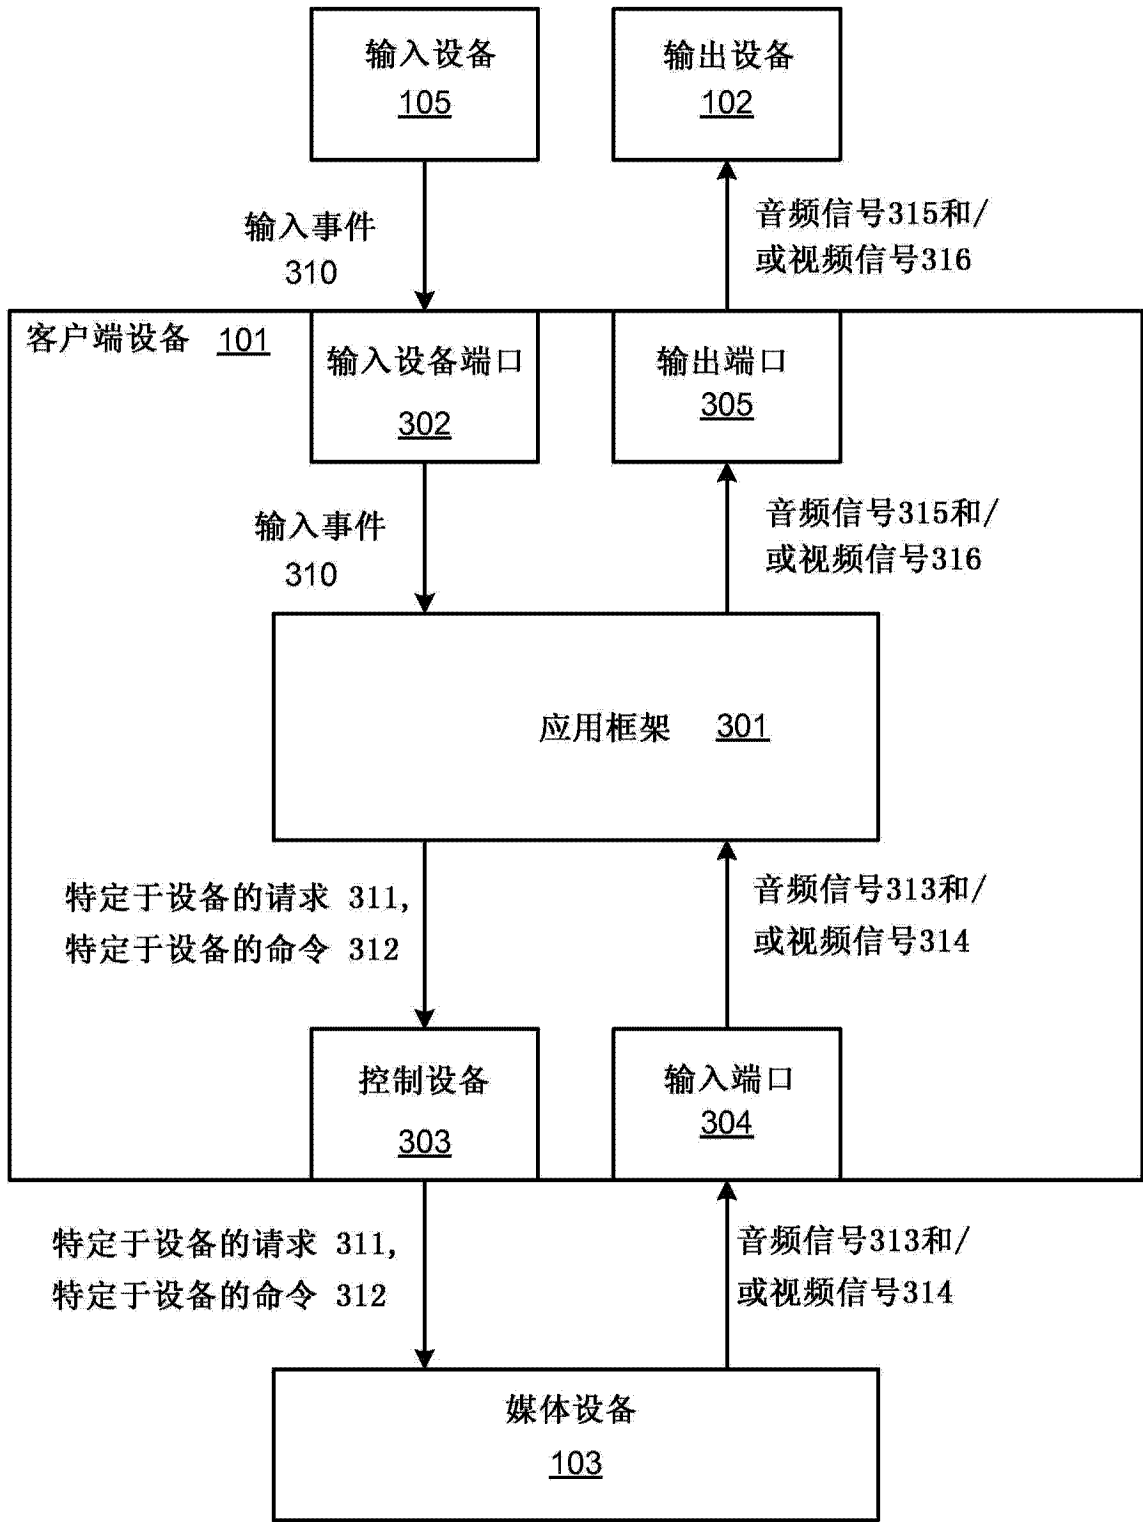 输入设备
105
输出设备
102
输入事件
310
音频信号315和/
或视频信号316
客户端设备 101
输入设备端口
302
输出端口
305
输入事件
310
音频信号315和/
或视频信号316
应用框架 301
特定于设备的请求 311,
特定于设备的命令 312
音频信号313和/
或视频信号314
控制设备
303
输入端口
304
特定于设备的请求 311,
特定于设备的命令 312
音频信号313和/
或视频信号314
媒体设备
103